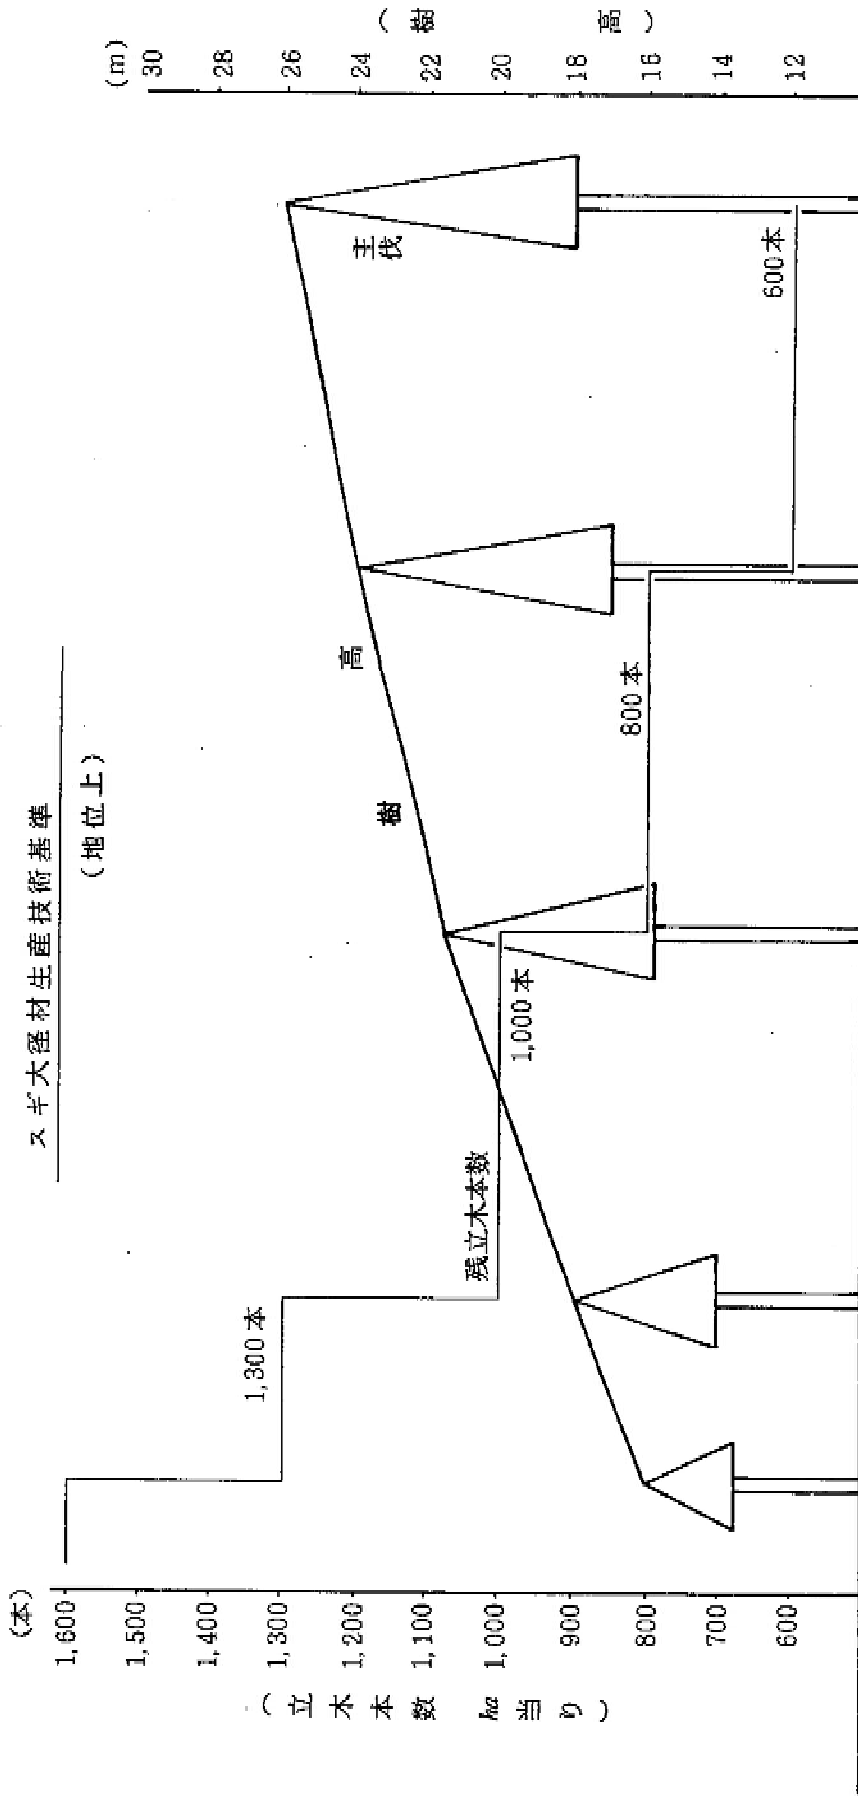 スギ大径材生産技術基準
(地位上)
(本)
1,600
1,500
1,400
1,300
1,200
1,100
1,000
900
800
700
600
(立木本数 ha当り)
1,300本
残立木本数
1,000本
800本
600本
樹高
主伐
(m)
30
28
26
24
22
20
18
16
14
12
(樹高)